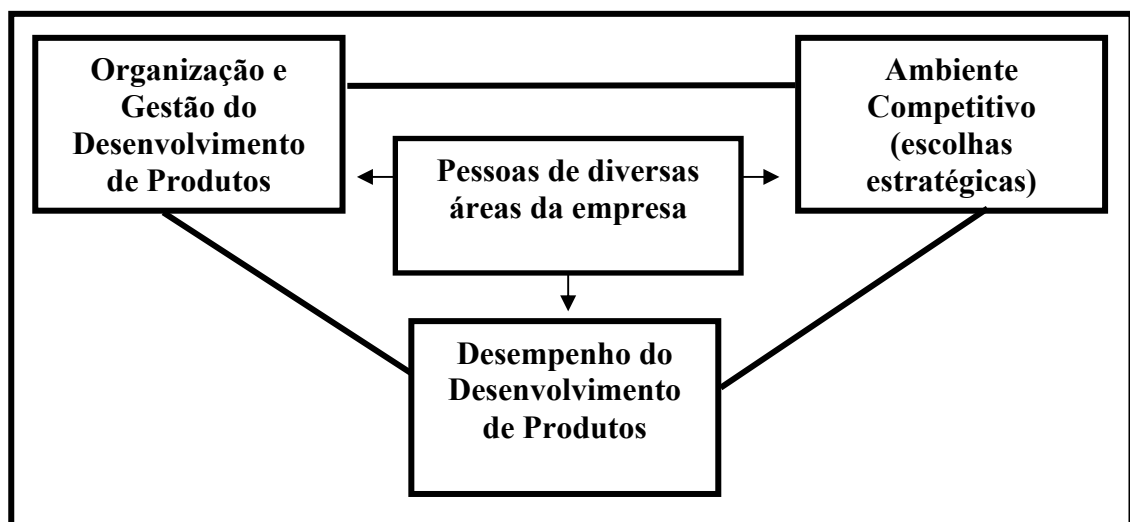 Organização e
Gestão do
Desenvolvimento
de Produtos
Ambiente
Competitivo
(escolhas
estratégicas)
Pessoas de diversas
áreas da empresa
Desempenho do
Desenvolvimento
de Produtos